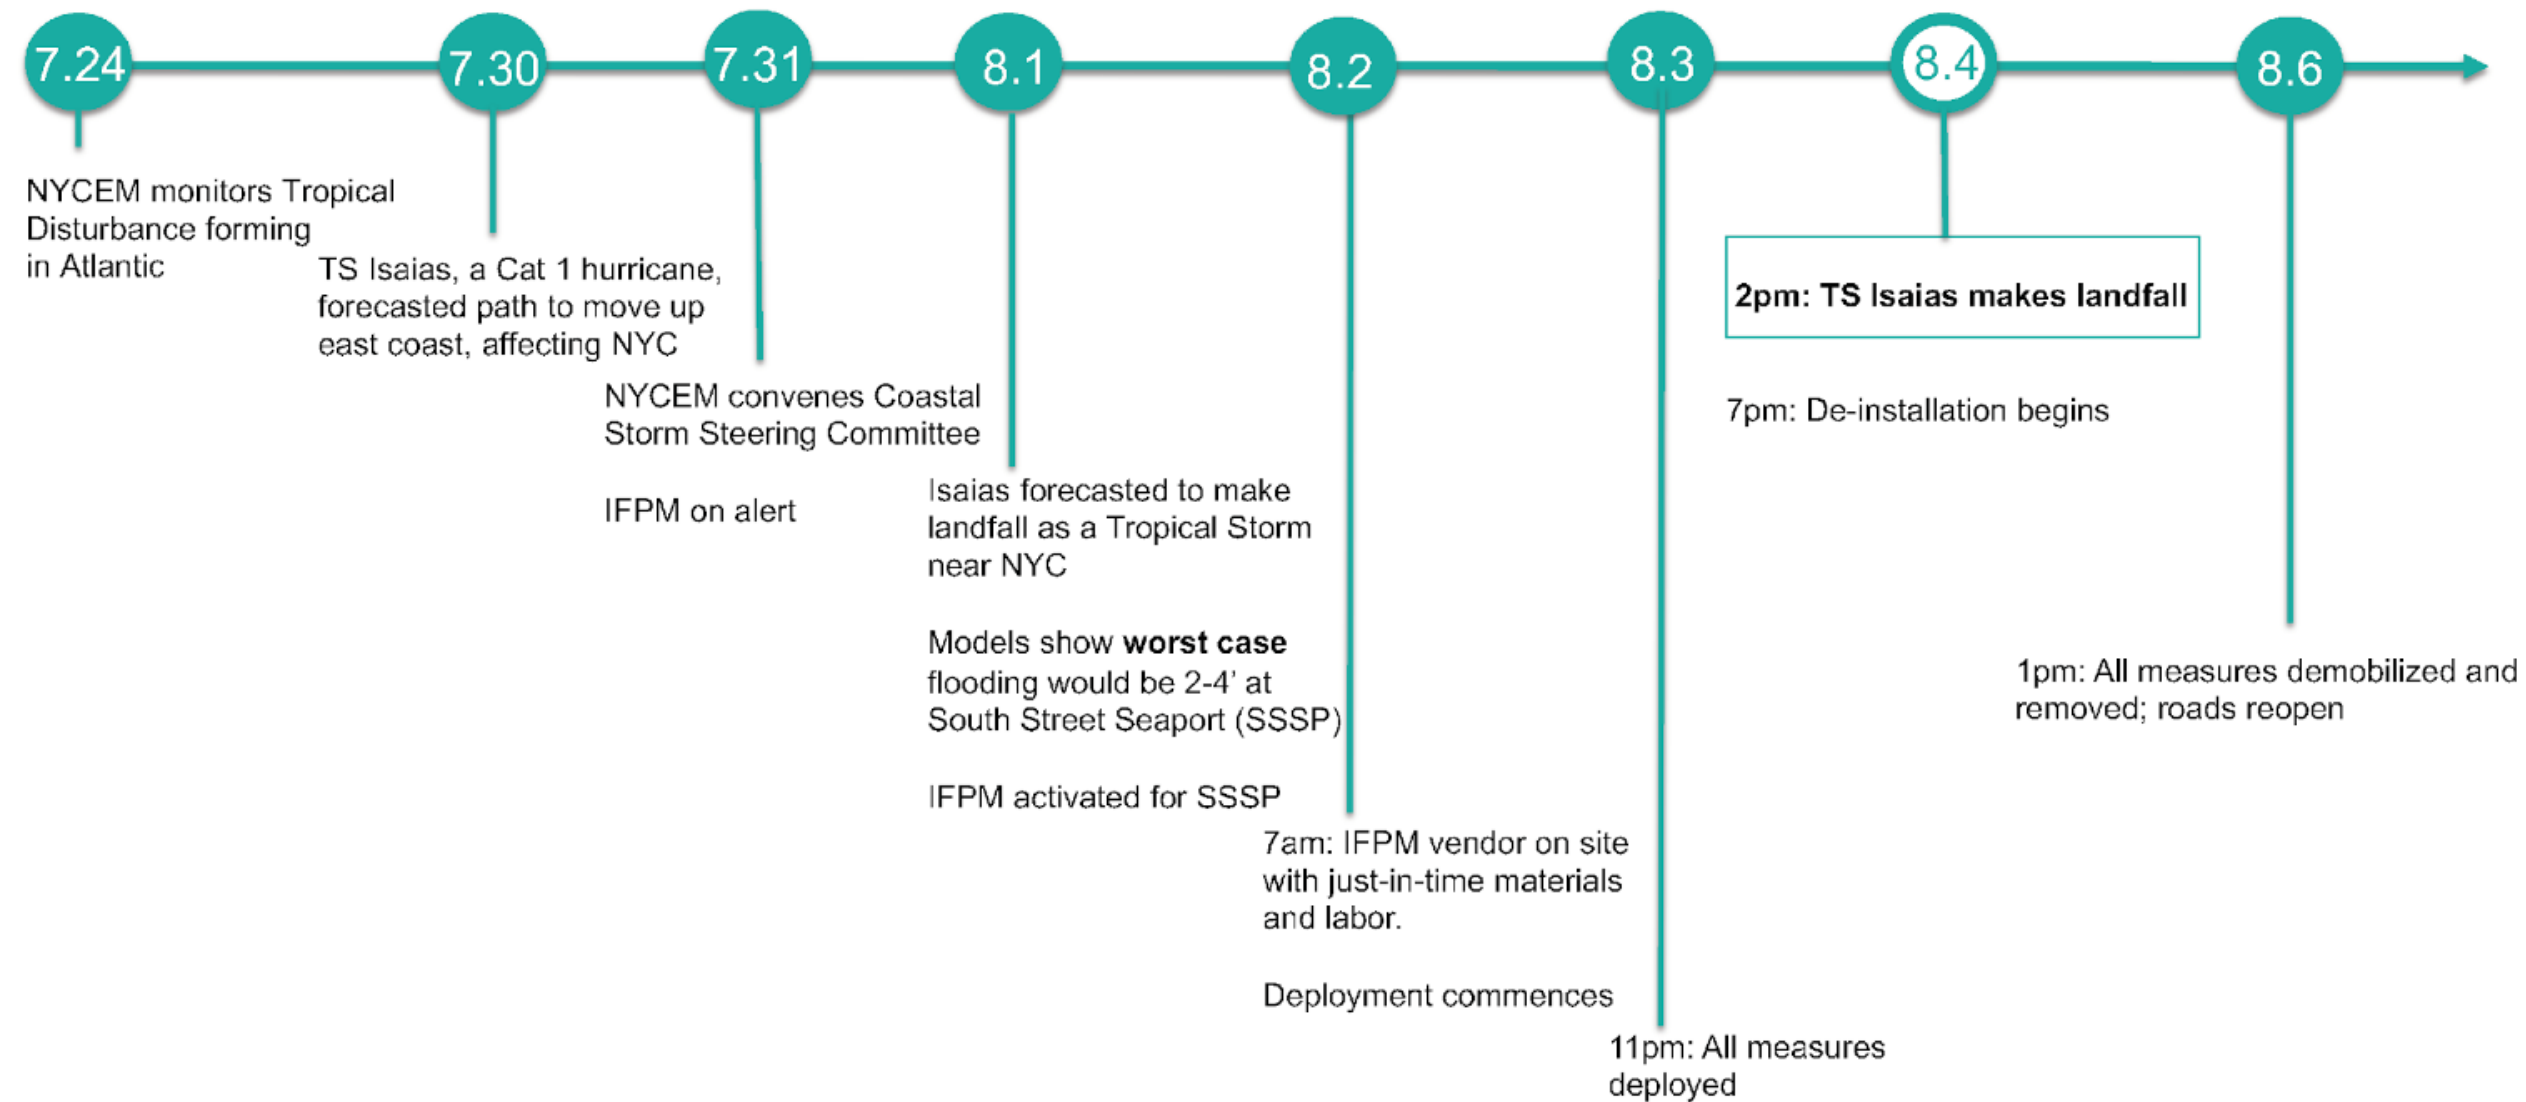 7.24
7.30
7.31
8.1
8.2
8.3
8.4
8.6
NYCEM monitors Tropical
Disturbance forming
in Atlantic
TS Isaias, a Cat 1 hurricane,
forecasted path to move up
east coast, affecting NYC
NYCEM convenes Coastal
Storm Steering Committee
IFPM on alert
Isaias forecasted to make
landfall as a Tropical Storm
near NYC
Models show worst case
flooding would be 2-4’ at
South Street Seaport (SSSP)
IFPM activated for SSSP
7am: IFPM vendor on site
with just-in-time materials
and labor.
Deployment commences
11pm: All measures
deployed
2pm: TS Isaias makes landfall
7pm: De-installation begins
1pm: All measures demobilized and
removed; roads reopen